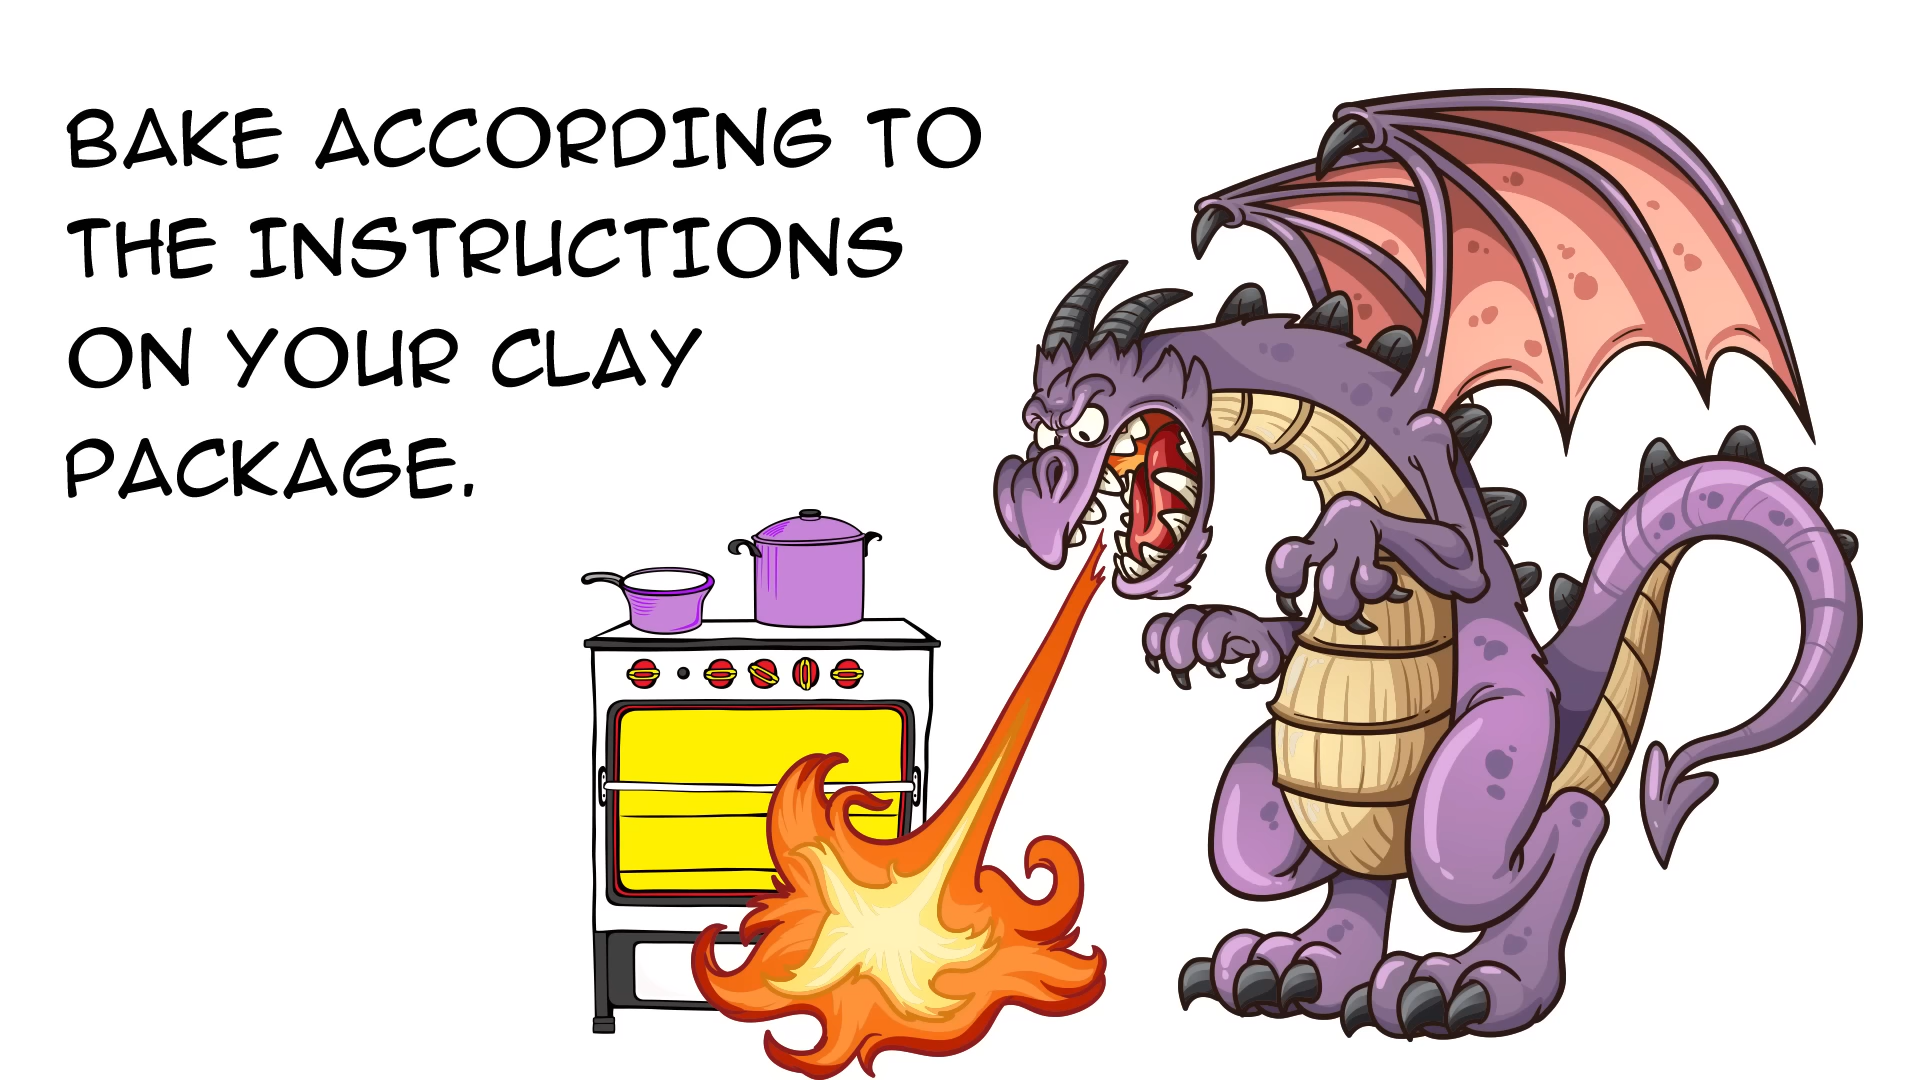 BAKE ACCORDING TO
THE INSTRUCTIONS
ON YOUR CLAY
PACKAGE.